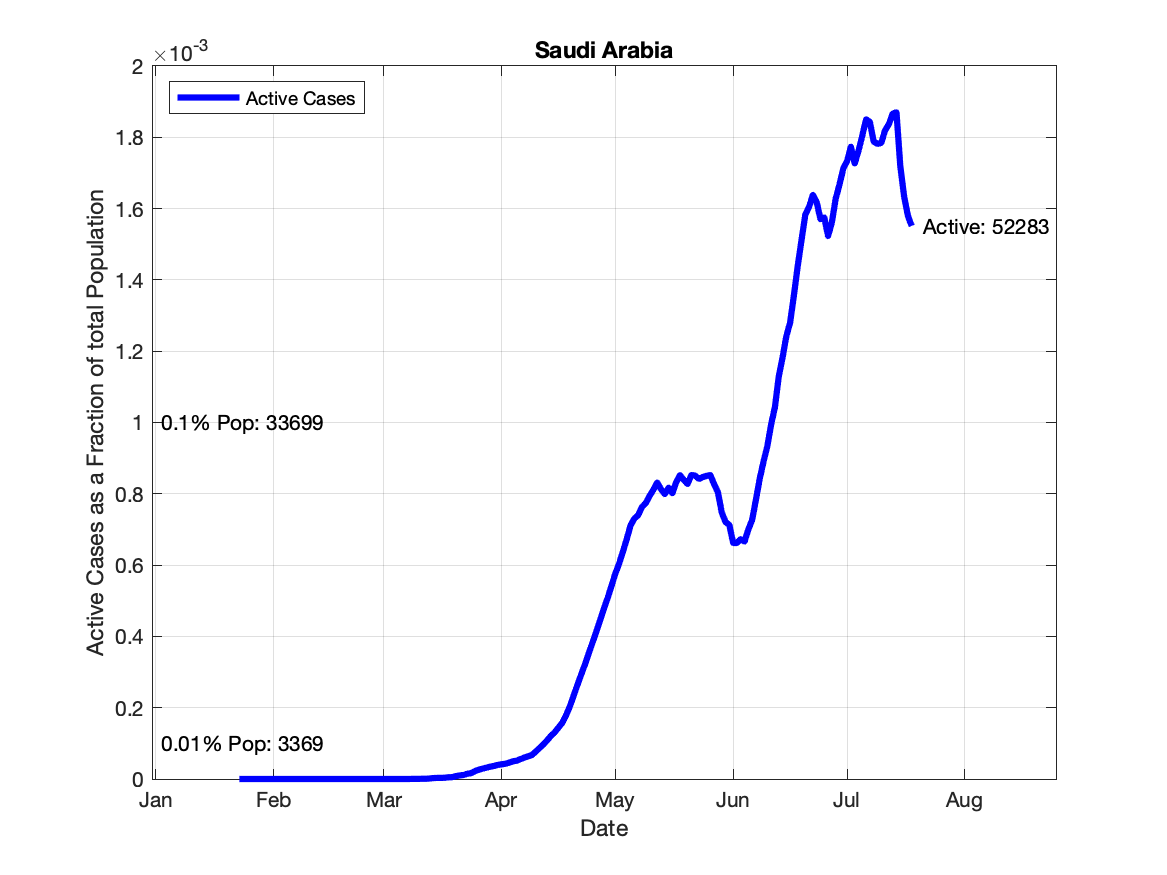 Saudi Arabia
×10-3
2
Active Cases
1.8
1.6
Active: 52283
1.4
1.2
1
0.1% Pop: 33699
0.8
0.6
0.4
0.2
0.01% Pop: 3369
0
Active Cases as a Fraction of total Population
Jan Feb Mar Apr May Jun Jul Aug
Date